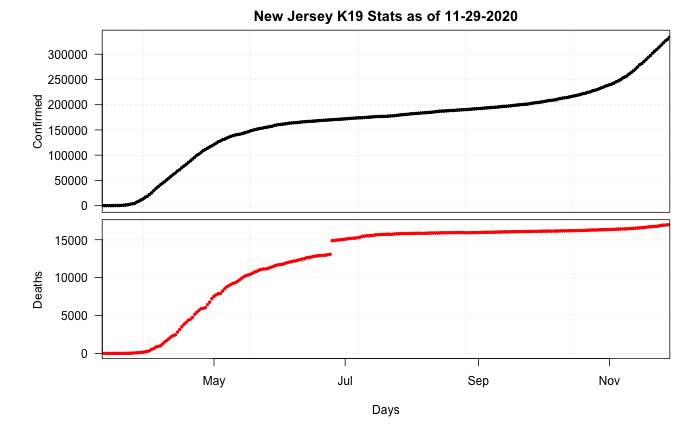 New Jersey K19 Stats as of 11-29-2020
Confirmed
300000
250000
200000
150000
100000
50000
0
Deaths
15000
10000
5000
0
May Jul Sep Nov
Days